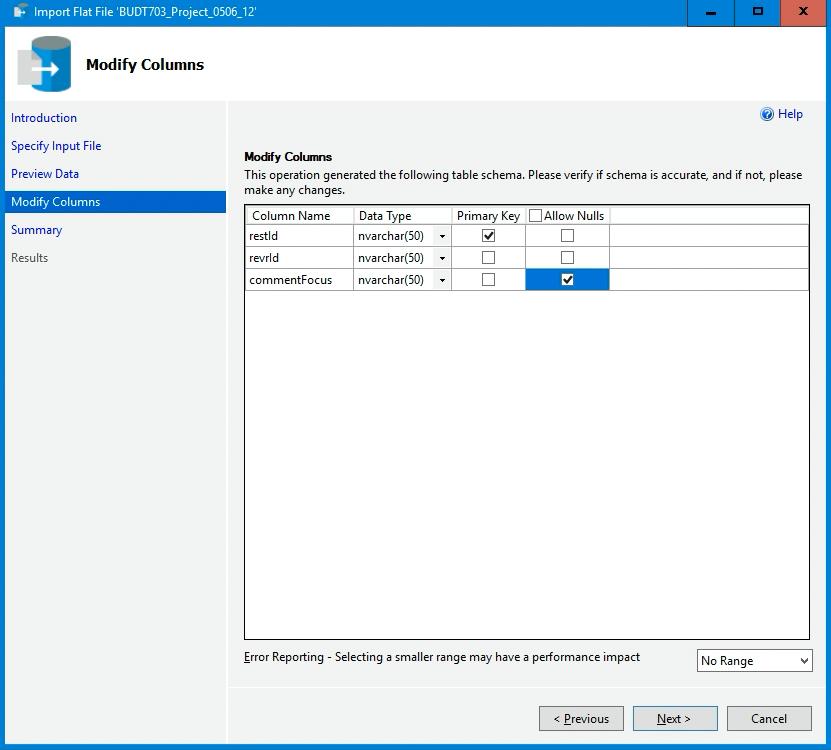 Import Flat File 'BUDT703_Project_0506_12'
Modify Columns
Introduction
Specify Input File
Preview Data
Modify Columns
Summary
Results
Help
Modify Columns
This operation generated the following table schema. Please verify if schema is accurate, and if not, please
make any changes.
Column Name Data Type Primary Key Allow Nulls
restId nvarchar(50)
revrId nvarchar(50)
commentFocus nvarchar(50)
Error Reporting - Selecting a smaller range may have a performance impact No Range
< Previous Next > Cancel